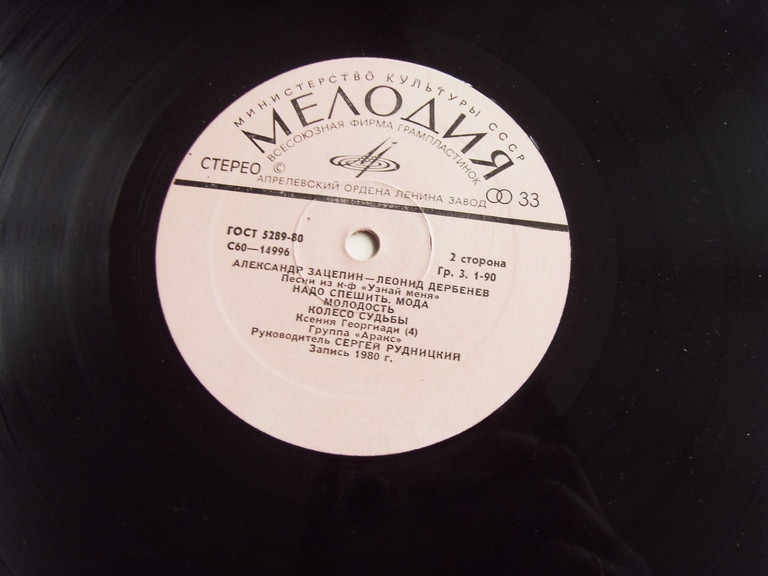 МИНИСТЕРСТВО КУЛЬТУРЫ СССР
МЕЛОДИЯ
ВСЕСОЮЗНАЯ ФИРМА ГРАМПЛАСТИНОК
СТЕРЕО ©
АПРЕЛЕВСКИЙ ОРДЕНА ЛЕНИНА ЗАВОД
33
ГОСТ 5289-80
С60—14996
2 сторона
Гр. 3. 1-90
АЛЕКСАНДР ЗАЦЕПИН—ЛЕОНИД ДЕРБЕНЕВ
Песни из к-ф «Узнай меня»
НАДО СПЕШИТЬ. МОДА
МОЛОДОСТЬ
КОЛЕСО СУДЬБЫ
Ксения Георгиади (4)
Группа «Аракс»
Руководитель СЕРГЕЙ РУДНИЦКИЙ
Запись 1980 г.